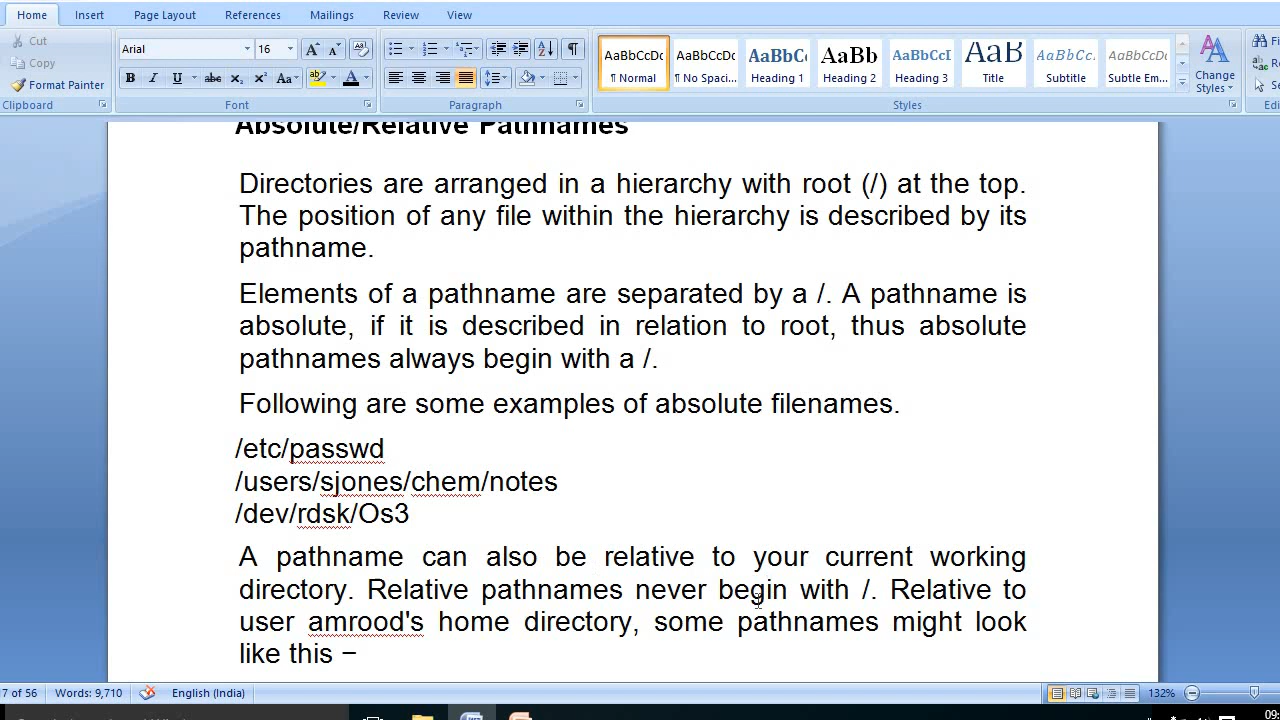 Home Insert Page Layout References Mailings Review View
Cut
Copy
Format Painter
Clipboard
Arial 16
Font
Paragraph
AaBbCcDc AaBbCcDc AaBbC AaBb AaBbCcI AaB AaBbCc. AaBbCcDc
¶ Normal ¶ No Spaci... Heading 1 Heading 2 Heading 3 Title Subtitle Subtle Em...
Change Styles
Styles
Absolute/Relative Pathnames
Directories are arranged in a hierarchy with root (/) at the top.
The position of any file within the hierarchy is described by its
pathname.
Elements of a pathname are separated by a /. A pathname is
absolute, if it is described in relation to root, thus absolute
pathnames always begin with a /.
Following are some examples of absolute filenames.
/etc/passwd
/users/sjones/chem/notes
/dev/rdsk/Os3
A pathname can also be relative to your current working
directory. Relative pathnames never begin with /. Relative to
user amrood's home directory, some pathnames might look
like this −
7 of 56 Words: 9,710 English (India) 132%